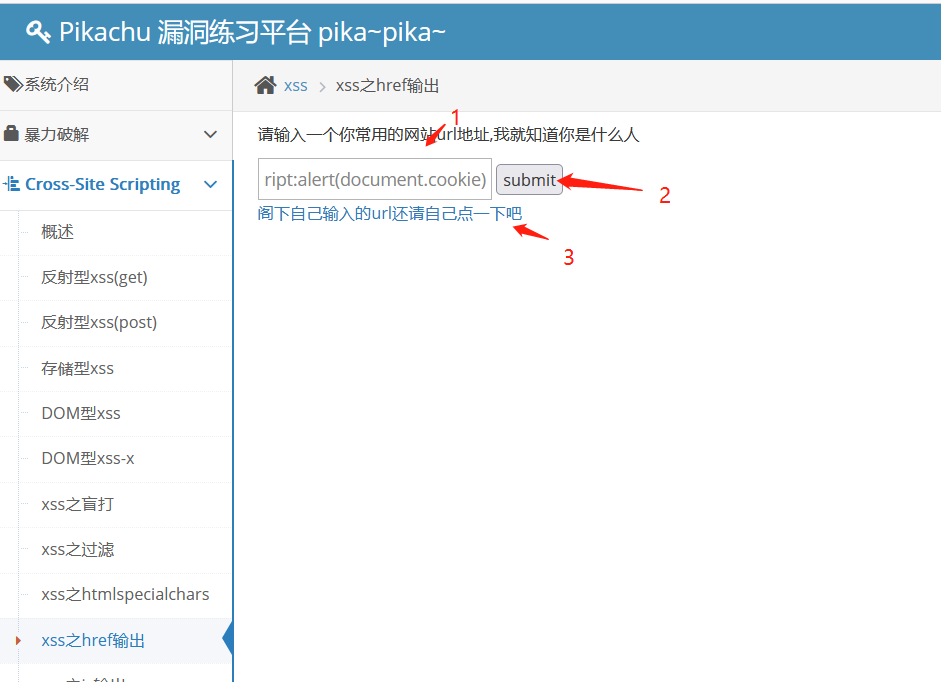 Pikachu 漏洞练习平台 pika~pika~
系统介绍
暴力破解
Cross-Site Scripting
概述
反射型xss(get)
反射型xss(post)
存储型xss
DOM型xss
DOM型xss-x
xss之盲打
xss之过滤
xss之htmlspecialchars
xss之href输出
xss > xss之href输出
1
请输入一个你常用的网站url地址,我就知道你是什么人
ript:alert(document.cookie) submit
2
阁下自己输入的url还请自己点一下吧
3